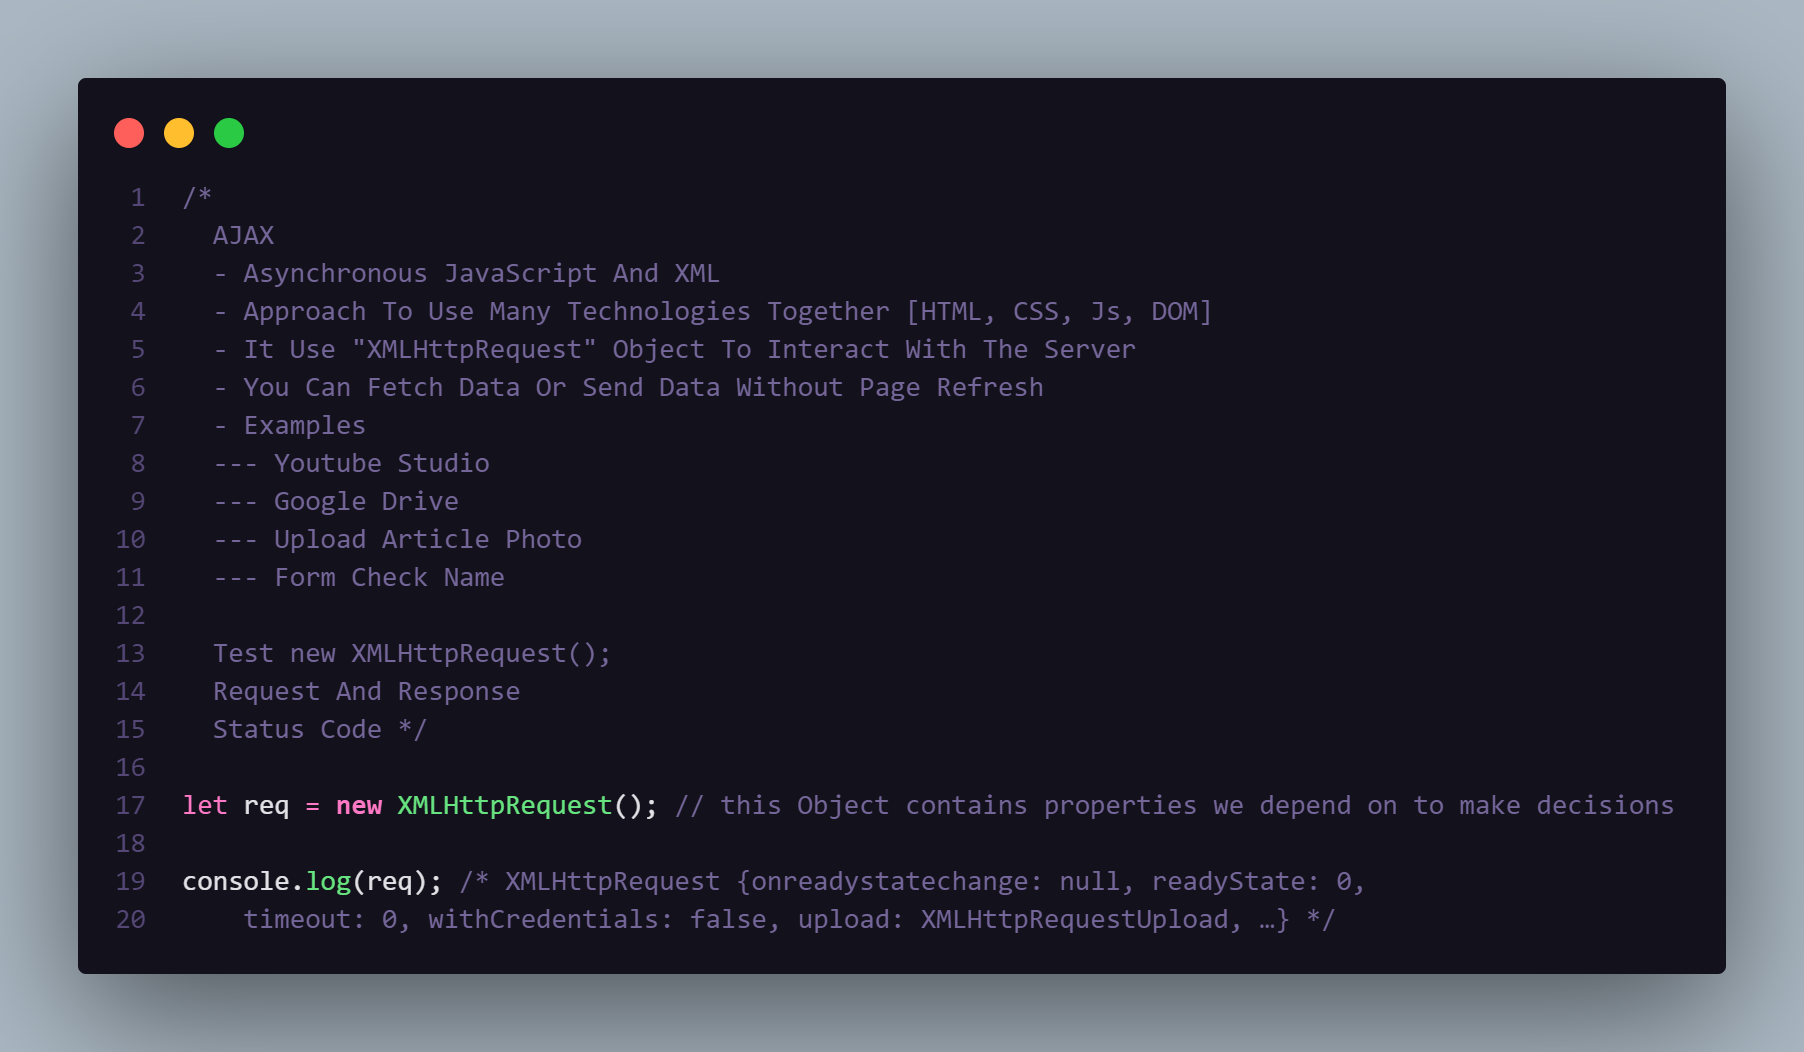 1 /*
2   AJAX
3   - Asynchronous JavaScript And XML
4   - Approach To Use Many Technologies Together [HTML, CSS, Js, DOM]
5   - It Use "XMLHttpRequest" Object To Interact With The Server
6   - You Can Fetch Data Or Send Data Without Page Refresh
7   - Examples
8   --- Youtube Studio
9   --- Google Drive
10   --- Upload Article Photo
11   --- Form Check Name
12
13   Test new XMLHttpRequest();
14   Request And Response
15   Status Code */
16
17 let req = new XMLHttpRequest(); // this Object contains properties we depend on to make decisions
18
19 console.log(req); /* XMLHttpRequest {onreadystatechange: null, readyState: 0,
20     timeout: 0, withCredentials: false, upload: XMLHttpRequestUpload, …} */